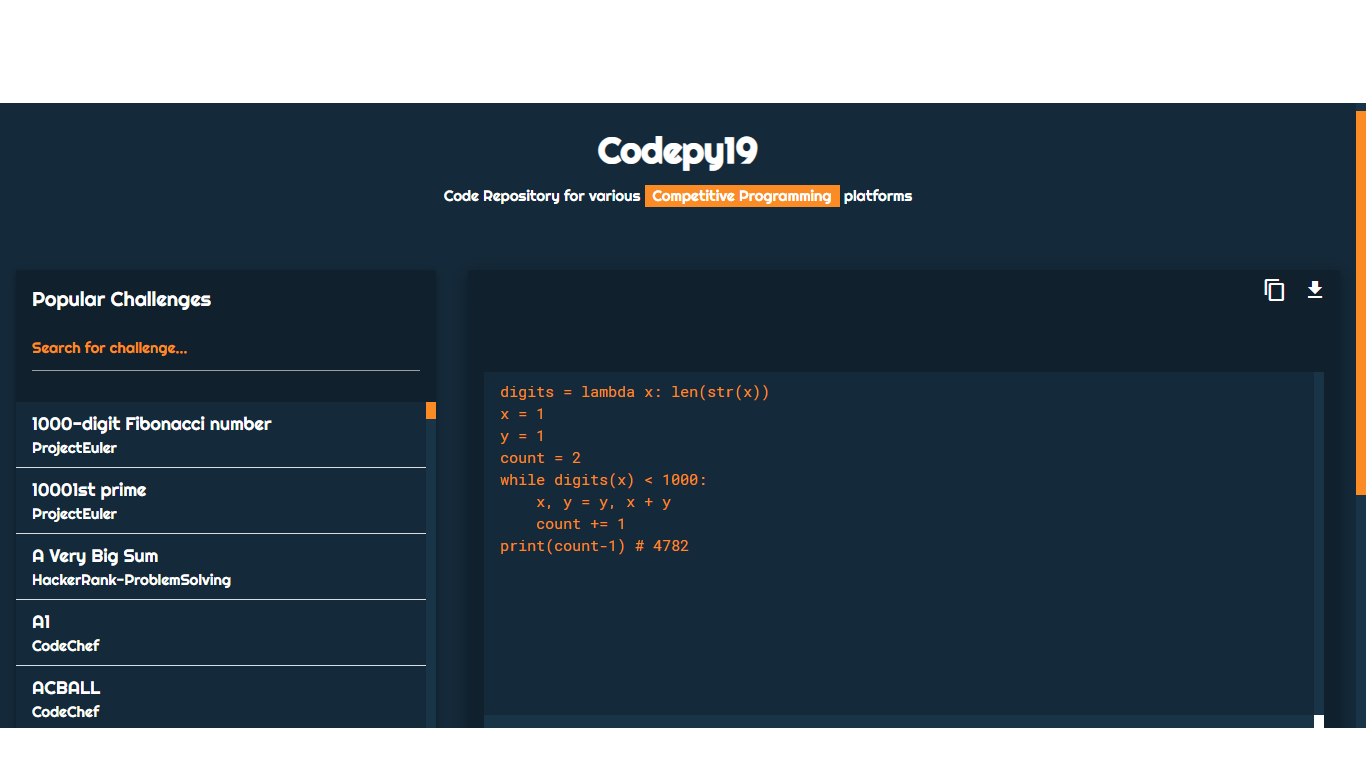 Codepy19
Code Repository for various Competitive Programming platforms
Popular Challenges
Search for challenge...
1000-digit Fibonacci number
ProjectEuler
10001st prime
ProjectEuler
A Very Big Sum
HackerRank-ProblemSolving
A1
CodeChef
ACBALL
CodeChef
digits = lambda x: len(str(x))
x = 1
y = 1
count = 2
while digits(x) < 1000:
    x, y = y, x + y
    count += 1
print(count-1) # 4782